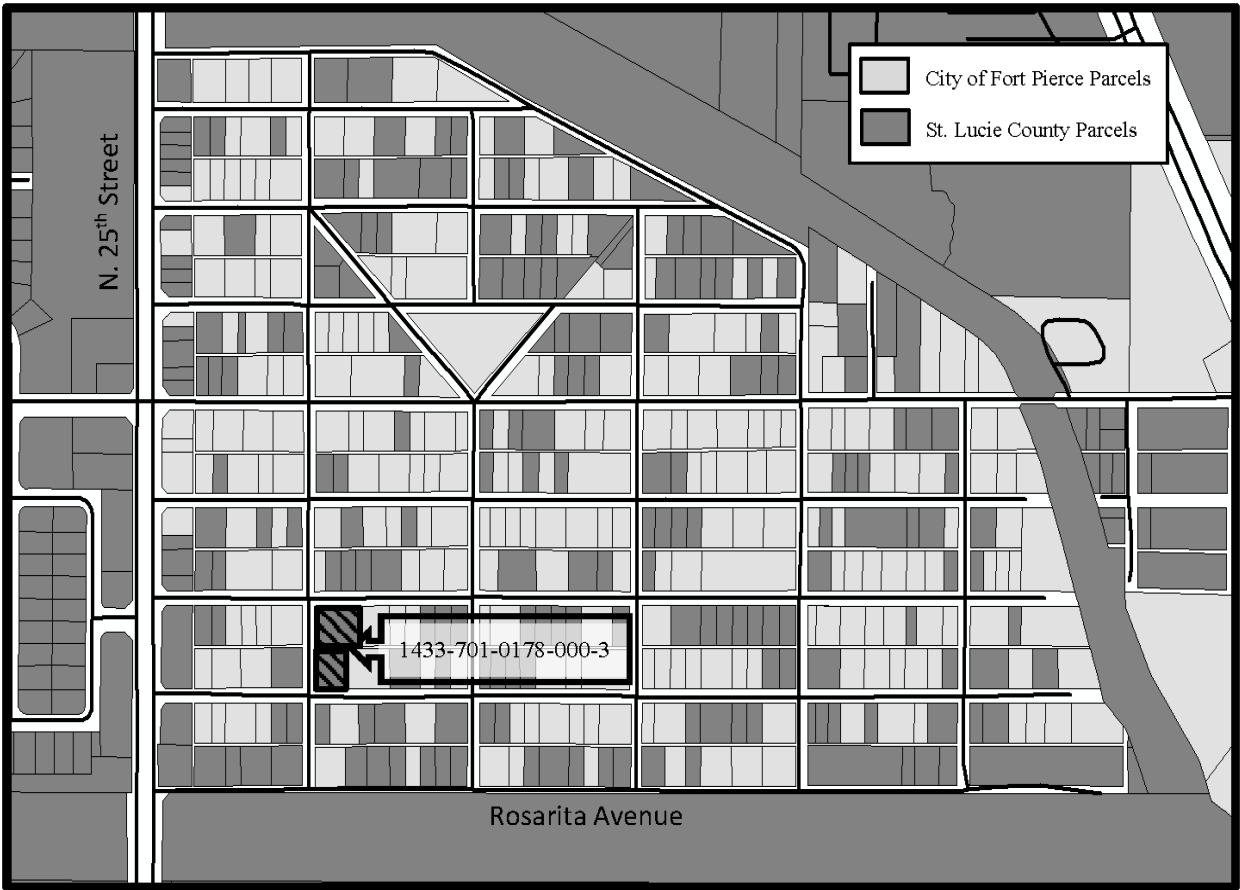 City of Fort Pierce Parcels
St. Lucie County Parcels
N. 25th Street
1433-701-0178-000-3
Rosarita Avenue